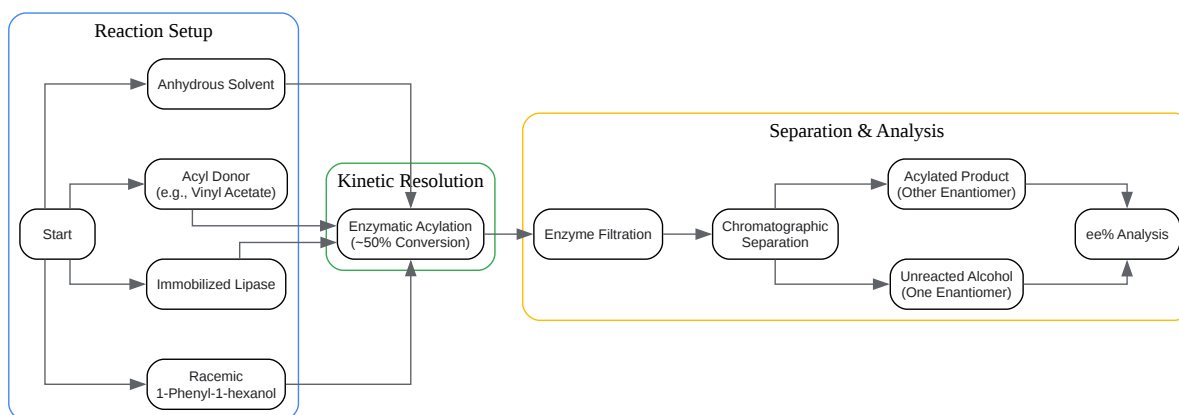 Reaction Setup
Anhydrous Solvent
Acyl Donor
(e.g., Vinyl Acetate)
Start
Immobilized Lipase
Racemic
1-Phenyl-1-hexanol
Kinetic Resolution
Enzymatic Acylation
(~50% Conversion)
Separation & Analysis
Enzyme Filtration
Chromatographic
Separation
Acylated Product
(Other Enantiomer)
Unreacted Alcohol
(One Enantiomer)
ee% Analysis